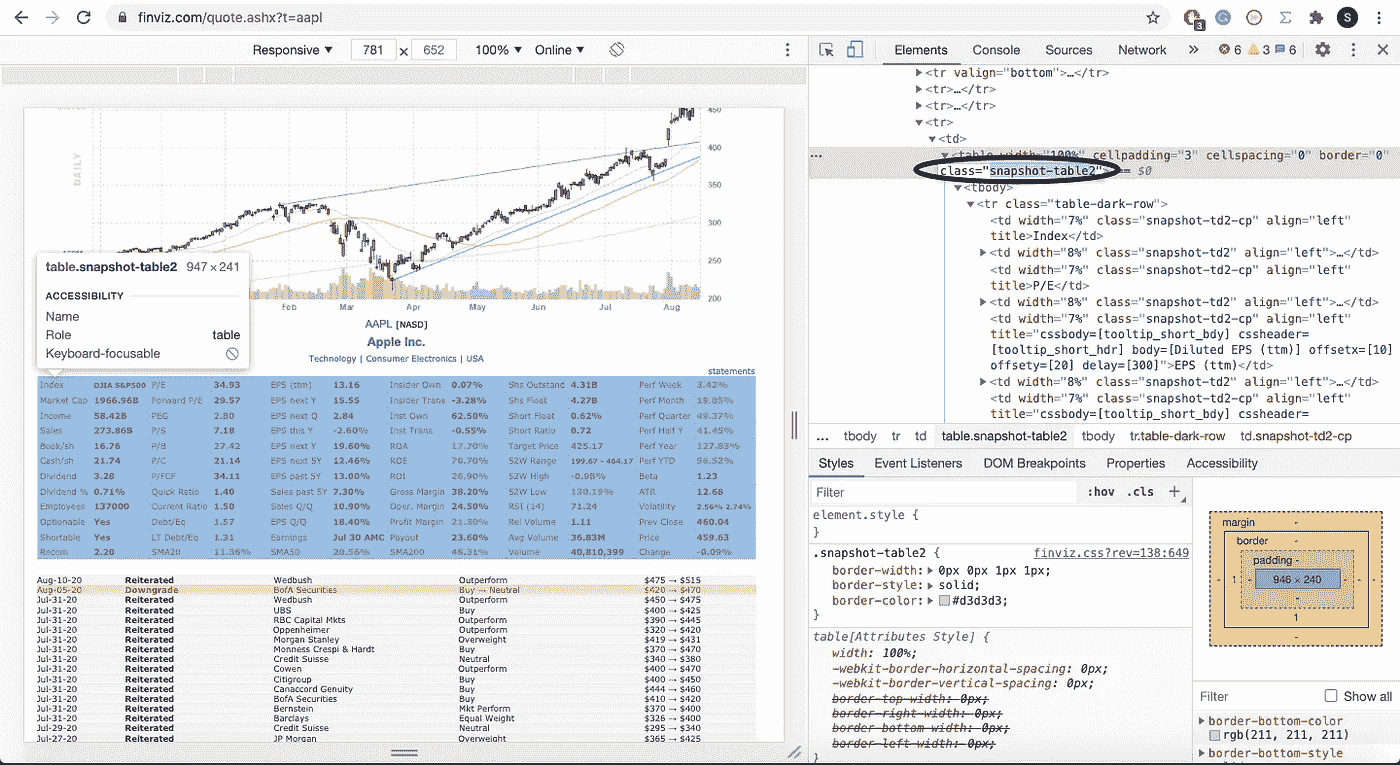 finviz.com/quote.ashx?t=aapl
3
S
Responsive ▼ 781 × 652 100% ▼ Online ▼
Elements Console Sources Network » 6 3 6
DAILY
450
400
350
300
250
200
Feb Mar Apr May Jun Jul Aug
table.snapshot-table2 947 × 241
ACCESSIBILITY
Name
Role table
Keyboard-focusable
AAPL [NASD]
Apple Inc.
Technology | Consumer Electronics | USA
statements
Index DJIA S&P500 P/E 34.93 EPS (ttm) 13.16 Insider Own 0.07% Shs Outstand 4.31B Perf Week 3.42%
Market Cap 1966.96B Forward P/E 29.57 EPS next Y 15.55 Insider Trans -3.28% Shs Float 4.27B Perf Month 19.05%
Income 58.42B PEG 2.80 EPS next Q 2.84 Inst Own 62.50% Short Float 0.62% Perf Quarter 49.37%
Sales 273.86B P/S 7.18 EPS this Y -2.60% Inst Trans -0.55% Short Ratio 0.72 Perf Half Y 41.45%
Book/sh 16.76 P/B 27.42 EPS next Y 19.60% ROA 17.70% Target Price 425.17 Perf Year 127.83%
Cash/sh 21.74 P/C 21.14 EPS next 5Y 12.46% ROE 70.70% 52W Range 199.67 - 464.17 Perf YTD 56.52%
Dividend 3.28 P/FCF 34.11 EPS past 5Y 13.00% ROI 26.90% 52W High -0.98% Beta 1.23
Dividend % 0.71% Quick Ratio 1.40 Sales past 5Y 7.30% Gross Margin 38.20% 52W Low 130.19% ATR 12.68
Employees 137000 Current Ratio 1.50 Sales Q/Q 10.90% Oper. Margin 24.50% RSI (14) 71.24 Volatility 2.56% 2.74%
Optionable Yes Debt/Eq 1.57 EPS Q/Q 18.40% Profit Margin 21.30% Rel Volume 1.11 Prev Close 460.04
Shortable Yes LT Debt/Eq 1.31 Earnings Jul 30 AMC Payout 23.60% Avg Volume 36.83M Price 459.63
Recom 2.20 SMA20 11.36% SMA50 20.56% SMA200 48.31% Volume 40,810,399 Change -0.09%
Aug-10-20 Reiterated Wedbush Outperform $475 → $515
Aug-05-20 Downgrade BofA Securities Buy → Neutral $420 → $470
Jul-31-20 Reiterated Wedbush Outperform $450 → $475
Jul-31-20 Reiterated UBS Buy $400 → $425
Jul-31-20 Reiterated RBC Capital Mkts Outperform $390 → $445
Jul-31-20 Reiterated Oppenheimer Outperform $320 → $420
Jul-31-20 Reiterated Morgan Stanley Overweight $419 → $431
Jul-31-20 Reiterated Monness Crespi & Hardt Buy $370 → $470
Jul-31-20 Reiterated Credit Suisse Neutral $340 → $380
Jul-31-20 Reiterated Cowen Outperform $400 → $470
Jul-31-20 Reiterated Citigroup Buy $400 → $450
Jul-31-20 Reiterated Canaccord Genuity Buy $444 → $460
Jul-31-20 Reiterated BofA Securities Buy $410 → $420
Jul-31-20 Reiterated Bernstein Mkt Perform $370 → $400
Jul-31-20 Reiterated Barclays Equal Weight $326 → $400
Jul-29-20 Reiterated Credit Suisse Neutral $295 → $340
Jul-27-20 Reiterated JP Morgan Overweight $365 → $425
▶<tr valign="bottom">…</tr>
▶<tr>…</tr>
▶<tr>…</tr>
▼<tr>
▼<td>
… ▼<table width="100%" cellpadding="3" cellspacing="0" border="0"
class="snapshot-table2" == $0
▼<tbody>
▼<tr class="table-dark-row">
<td width="7%" class="snapshot-td2-cp" align="left"
title>Index</td>
▶<td width="8%" class="snapshot-td2" align="left">…</td>
<td width="7%" class="snapshot-td2-cp" align="left"
title>P/E</td>
▶<td width="8%" class="snapshot-td2" align="left">…</td>
<td width="7%" class="snapshot-td2-cp" align="left"
title="cssbody=[tooltip_short_bdy] cssheader=
[tooltip_short_hdr] body=[Diluted EPS (ttm)] offsetx=[10]
offsety=[20] delay=[300]">EPS (ttm)</td>
▶<td width="8%" class="snapshot-td2" align="left">…</td>
<td width="7%" class="snapshot-td2-cp" align="left"
title="cssbody=[tooltip_short_bdy] cssheader=
... tbody tr td table.snapshot-table2 tbody tr.table-dark-row td.snapshot-td2-cp
Styles Event Listeners DOM Breakpoints Properties Accessibility
Filter :hov .cls +
element.style {
}
.snapshot-table2 { finviz.css?rev=138:649
border-width: ▶ 0px 0px 1px 1px;
border-style: ▶ solid;
border-color: ▶ #d3d3d3;
}
table[Attributes Style] {
width: 100%;
-webkit-border-horizontal-spacing: 0px;
-webkit-border-vertical-spacing: 0px;
border-top-width: 0px;
border-right-width: 0px;
border-bottom-width: 0px;
border-left-width: 0px;
}
margin -
border -
padding -
- 1 - 946 × 240 - - -
-
1
-
Filter Show all
▶ border-bottom-color
rgb(211, 211, 211)
▶ border-bottom-style